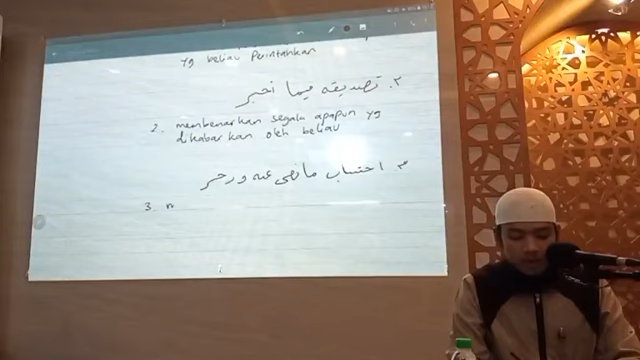 yg beliau perintahkan
٢. تصديقه فيما أخبر
2. membenarkan segala apapun yg
dikabarkan oleh beliau
٣. اجتناب ما نهى عنه وزجر
3. m